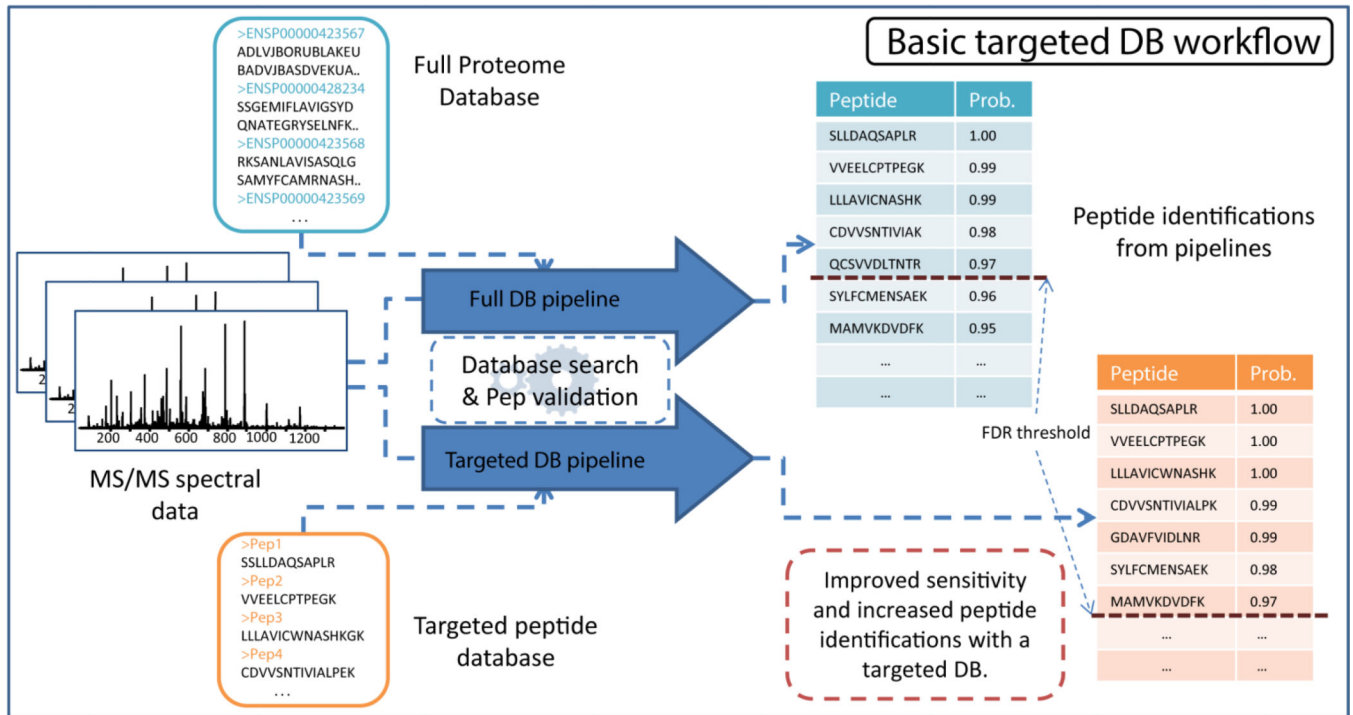 Basic targeted DB workflow
>ENSP00000423567
ADLVJBORUBLAKEU
BADVJBASDVEKUA..
>ENSP00000428234
SSGEMIFLAVIGSYD
QNATEGRYSELNFK..
>ENSP00000423568
RKSANLAVISASQLG
SAMYFCAMRNASH..
>ENSP00000423569
...
Full Proteome
Database
2
2
200 400 600 800 1000 1200
MS/MS spectral
data
Full DB pipeline
Database search
& Pep validation
Targeted DB pipeline
>Pep1
SSLLDAQSAPLR
>Pep2
VVEELCPTPEGK
>Pep3
LLLAVICWNASHKGK
>Pep4
CDVVSNTIVIALPEK
...
Targeted peptide
database
Peptide Prob.
SLLDAQSAPLR 1.00
VVEELCPTPEGK 0.99
LLLAVICNASHK 0.99
CDVVSNTIVIAK 0.98
QCSVVDLTNTR 0.97
SYLFCMENSAEK 0.96
MAMVKDVDFK 0.95
... ...
... ...
Peptide identifications
from pipelines
FDR threshold
Peptide Prob.
SLLDAQSAPLR 1.00
VVEELCPTPEGK 1.00
LLLAVICWNASHK 1.00
CDVVSNTIVIALPK 0.99
GDAVFVIDLNR 0.99
SYLFCMENSAEK 0.98
MAMVKDVDFK 0.97
... ...
... ...
Improved sensitivity
and increased peptide
identifications with a
targeted DB.